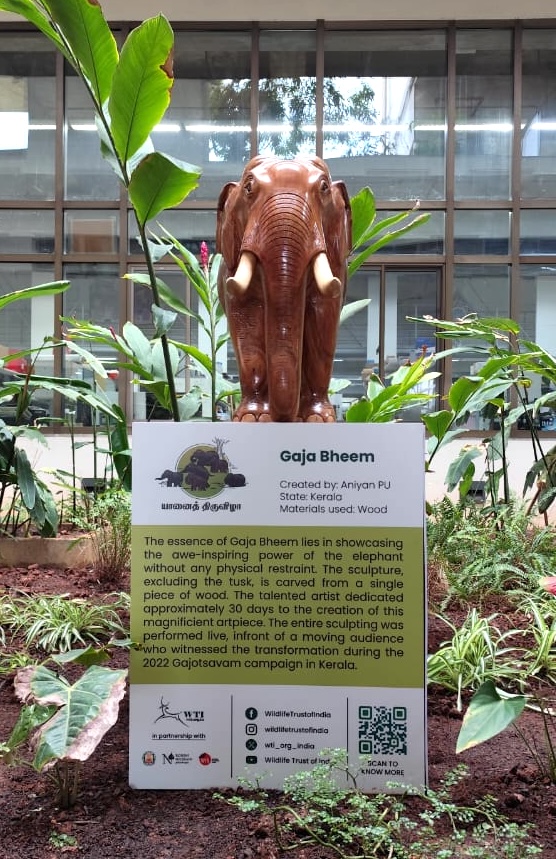 Gaja Bheem
Created by: Aniyan PU
State: Kerala
Materials used: Wood
யானைத் திருவிழா
The essence of Gaja Bheem lies in showcasing
the awe-inspiring power of the elephant
without any physical restraint. The sculpture,
excluding the tusk, is carved from a single
piece of wood. The talented artist dedicated
approximately 30 days to the creation of this
magnificient artpiece. The entire sculpting was
performed live, infront of a moving audience
who witnessed the transformation during the
2022 Gajotsavam campaign in Kerala.
WTI
in partnership with
WildlifeTrustofIndia
wildlifetrustofindia
wti_org_india
Wildlife Trust of
SCAN TO
KNOW MORE